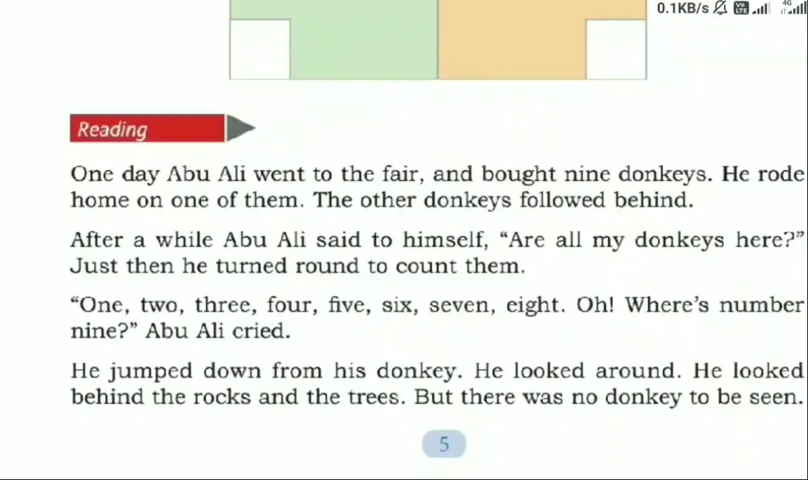 0.1KB/s VO LTE 4G
Reading
One day Abu Ali went to the fair, and bought nine donkeys. He rode
home on one of them. The other donkeys followed behind.
After a while Abu Ali said to himself, “Are all my donkeys here?”
Just then he turned round to count them.
“One, two, three, four, five, six, seven, eight. Oh! Where’s number
nine?” Abu Ali cried.
He jumped down from his donkey. He looked around. He looked
behind the rocks and the trees. But there was no donkey to be seen.
5